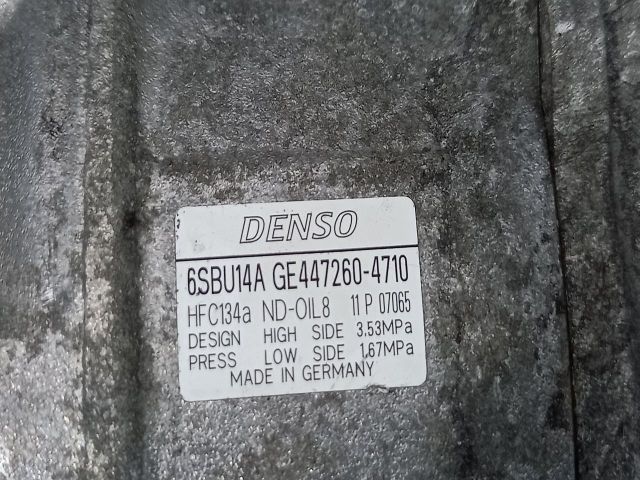 DENSO
6SBU14A GE447260-4710
HFC134a ND-OIL8 11 P 07065
DESIGN HIGH SIDE 3.53MPa
PRESS LOW SIDE 1.67MPa
MADE IN GERMANY